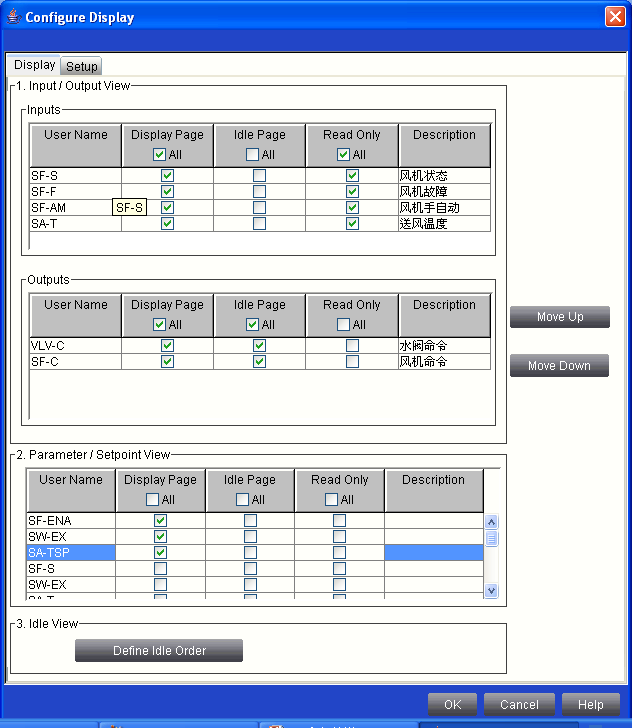 Configure Display
Display Setup
1. Input / Output View
Inputs
User Name Display Page Idle Page Read Only Description
All All All
SF-S 风机状态
SF-F 风机故障
SF-AM SF-S 风机手自动
SA-T 送风温度
Outputs
User Name Display Page Idle Page Read Only Description
All All All
VLV-C 水阀命令
SF-C 风机命令
Move Up
Move Down
2. Parameter / Setpoint View
User Name Display Page Idle Page Read Only Description
All All All
SF-ENA
SW-EX
SA-TSP
SF-S
SW-EX
SA-T
3. Idle View
Define Idle Order
OK Cancel Help